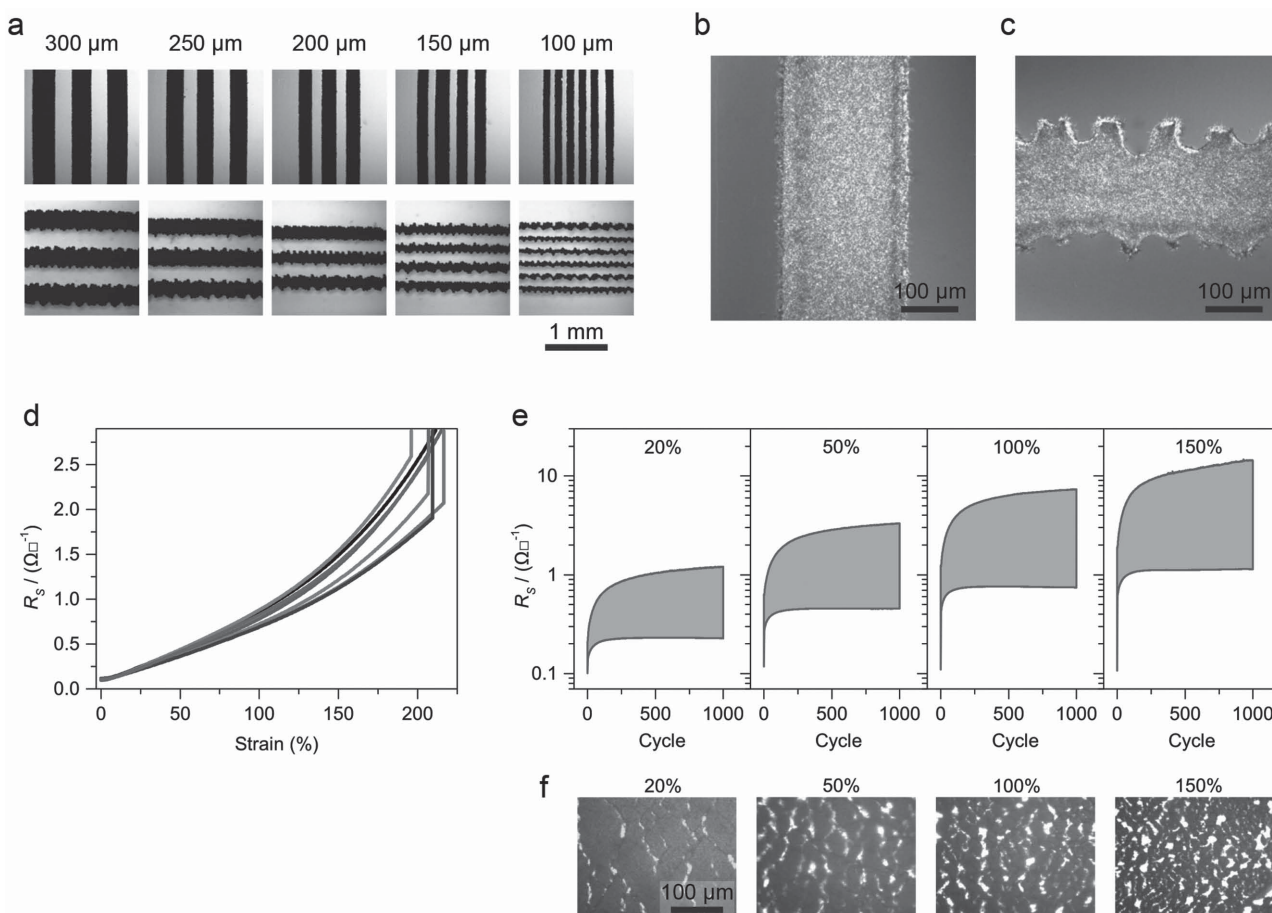 a
300 µm 250 µm 200 µm 150 µm 100 µm
1 mm
b
100 µm
c
100 µm
d
R_S / (Ω□⁻¹)
2.5
2.0
1.5
1.0
0.5
0.0
0 50 100 150 200
Strain (%)
e
R_S / (Ω□⁻¹)
20% 50% 100% 150%
10
1
0.1
0 500 1000 0 500 1000 0 500 1000 0 500 1000
Cycle Cycle Cycle Cycle
f
20% 50% 100% 150%
100 µm